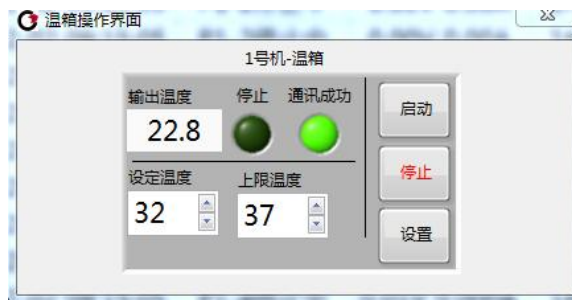 温箱操作界面
1号机-温箱
输出温度 停止 通讯成功
22.8
启动
设定温度 上限温度
停止
32 37
设置